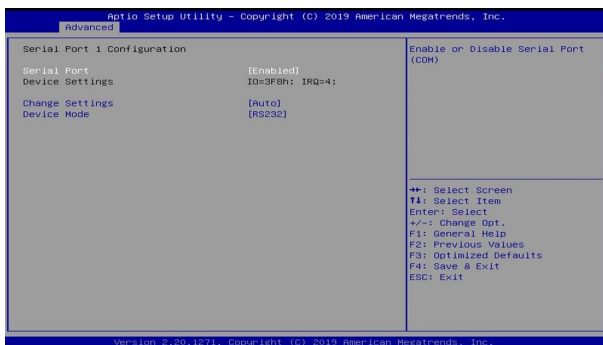 Aptio Setup Utility – Copyright (C) 2019 American Megatrends, Inc.
Advanced
Serial Port 1 Configuration
Serial Port [Enabled]
Device Settings IO=3F8h; IRQ=4;
Change Settings [Auto]
Device Mode [RS232]
Enable or Disable Serial Port
(COM)
→←: Select Screen
↑↓: Select Item
Enter: Select
+/-: Change Opt.
F1: General Help
F2: Previous Values
F3: Optimized Defaults
F4: Save & Exit
ESC: Exit
Version 2.20.1271. Copyright (C) 2019 American Megatrends, Inc.